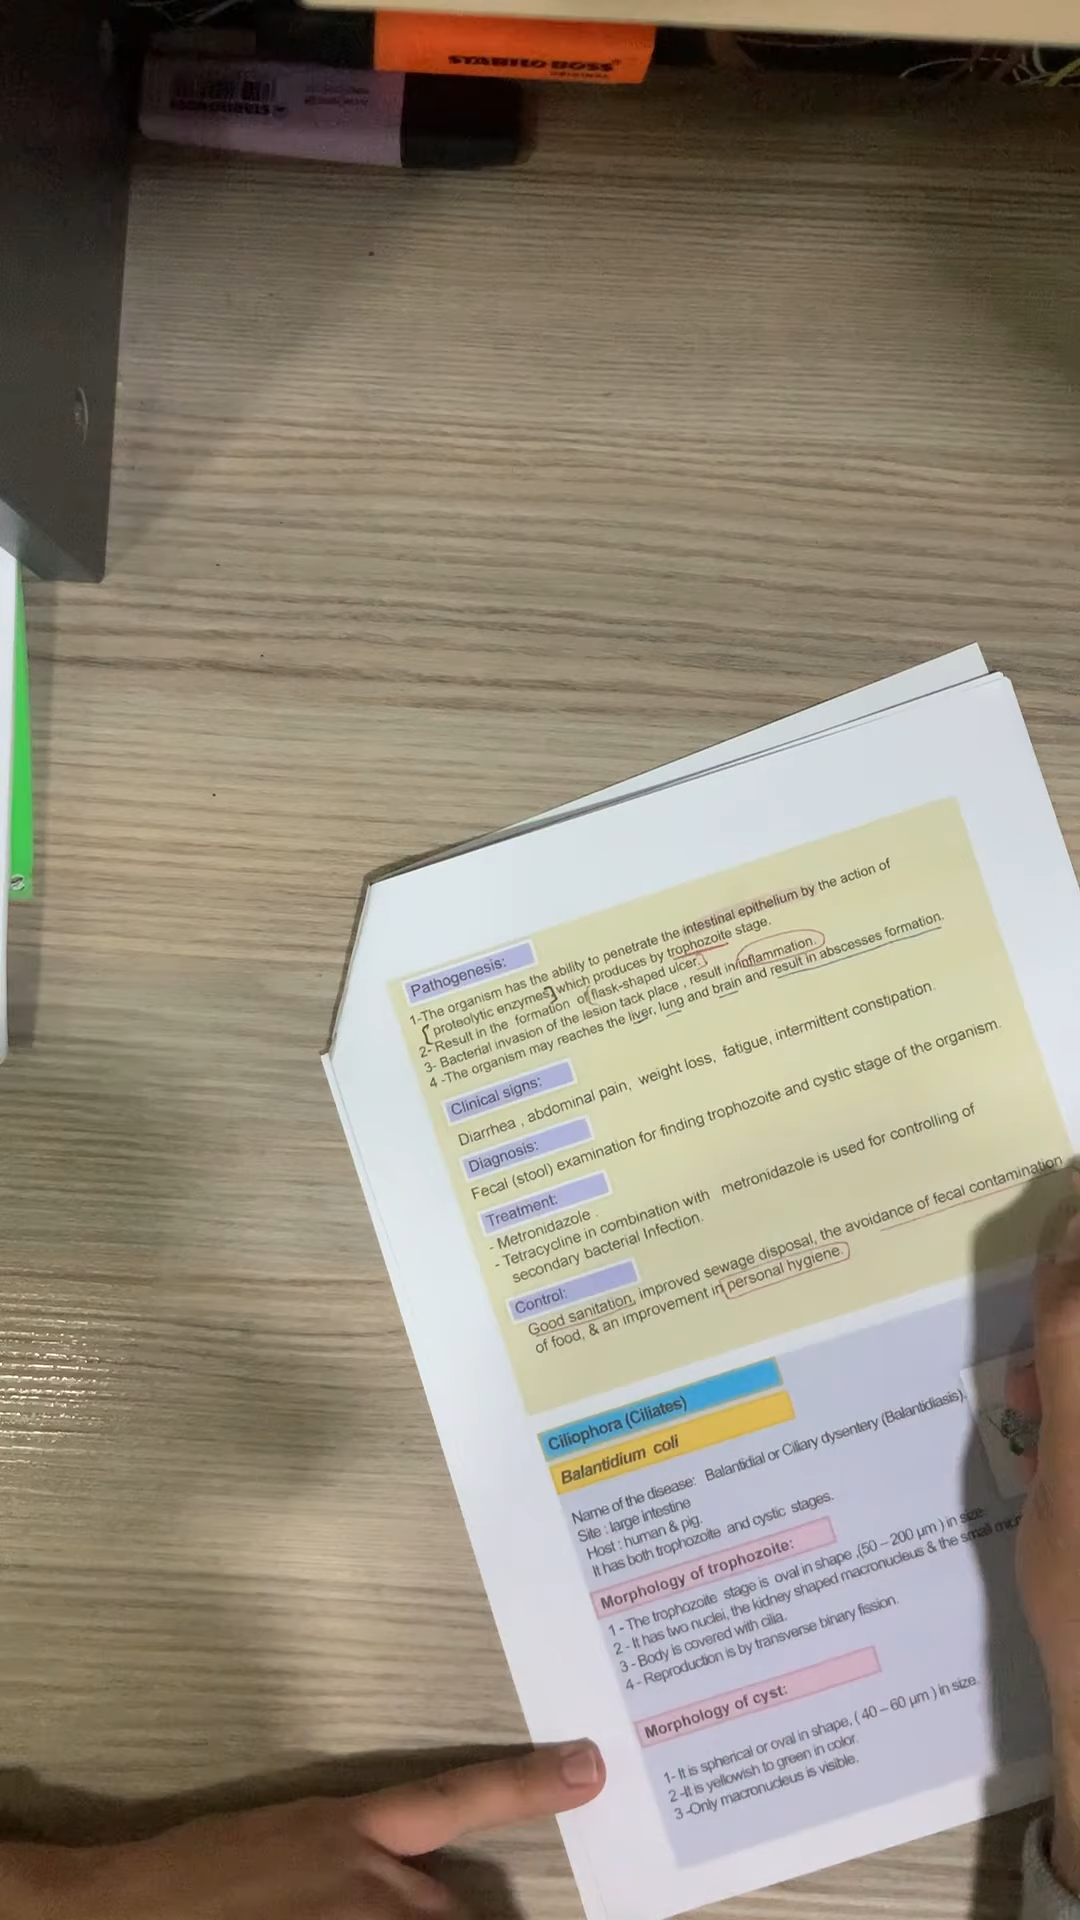 STABILO BOSS
Pathogenesis:
1-The organism has the ability to penetrate the intestinal epithelium by the action of
proteolytic enzymes which produces by trophozoite stage.
2- Result in the formation of flask-shaped ulcer.
3- Bacterial invasion of the lesion tack place , result in inflammation.
4 -The organism may reaches the liver, lung and brain and result in abscesses formation.
Clinical signs:
Diarrhea , abdominal pain, weight loss, fatigue, intermittent constipation.
Diagnosis:
Fecal (stool) examination for finding trophozoite and cystic stage of the organism.
Treatment:
- Metronidazole .
- Tetracycline in combination with metronidazole is used for controlling of
secondary bacterial Infection.
Control:
Good sanitation, improved sewage disposal, the avoidance of fecal contamination
of food, & an improvement in personal hygiene.
Ciliophora (Ciliates)
Balantidium coli
Name of the disease: Balantidial or Ciliary dysentery (Balantidiasis).
Site : large intestine
Host : human & pig.
It has both trophozoite and cystic stages.
Morphology of trophozoite:
1 - The trophozoite stage is oval in shape ,(50 – 200 µm ) in size.
2 - It has two nuclei, the kidney shaped macronucleus & the small
3 - Body is covered with cilia.
4 - Reproduction is by transverse binary fission.
Morphology of cyst:
1- It is spherical or oval in shape, ( 40 – 60 µm ) in size.
2 -It is yellowish to green in color.
3 -Only macronucleus is visible.